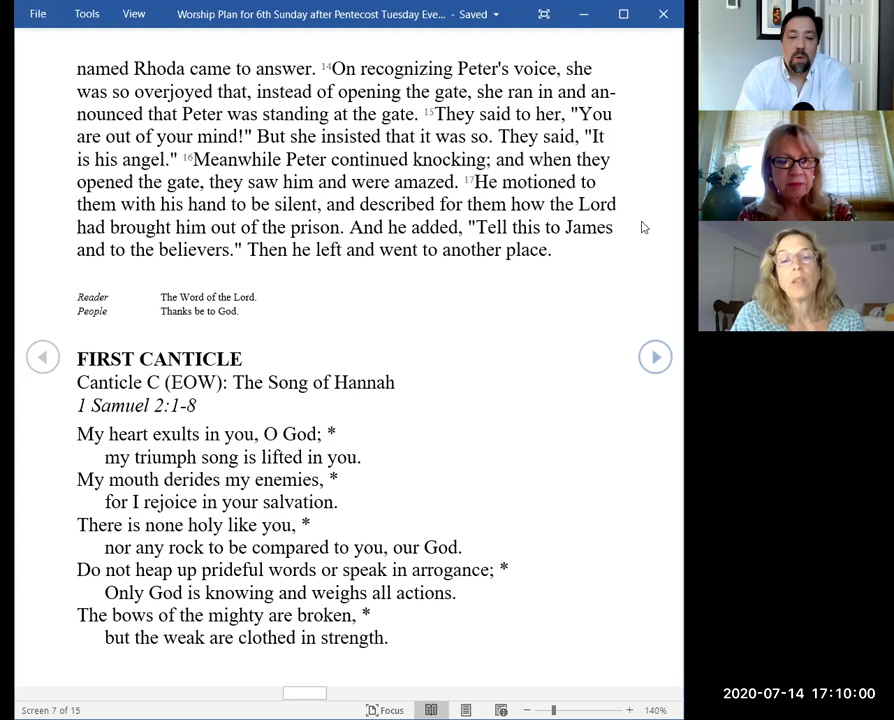 File Tools View Worship Plan for 6th Sunday after Pentecost Tuesday Eve... - Saved
named Rhoda came to answer. 14On recognizing Peter's voice, she
was so overjoyed that, instead of opening the gate, she ran in and an-
nounced that Peter was standing at the gate. 15They said to her, "You
are out of your mind!" But she insisted that it was so. They said, "It
is his angel." 16Meanwhile Peter continued knocking; and when they
opened the gate, they saw him and were amazed. 17He motioned to
them with his hand to be silent, and described for them how the Lord
had brought him out of the prison. And he added, "Tell this to James
and to the believers." Then he left and went to another place.
Reader The Word of the Lord.
People Thanks be to God.
FIRST CANTICLE
Canticle C (EOW): The Song of Hannah
1 Samuel 2:1-8
My heart exults in you, O God; *
my triumph song is lifted in you.
My mouth derides my enemies, *
for I rejoice in your salvation.
There is none holy like you, *
nor any rock to be compared to you, our God.
Do not heap up prideful words or speak in arrogance; *
Only God is knowing and weighs all actions.
The bows of the mighty are broken, *
but the weak are clothed in strength.
2020-07-14 17:10:00
Screen 7 of 15 Focus 140%